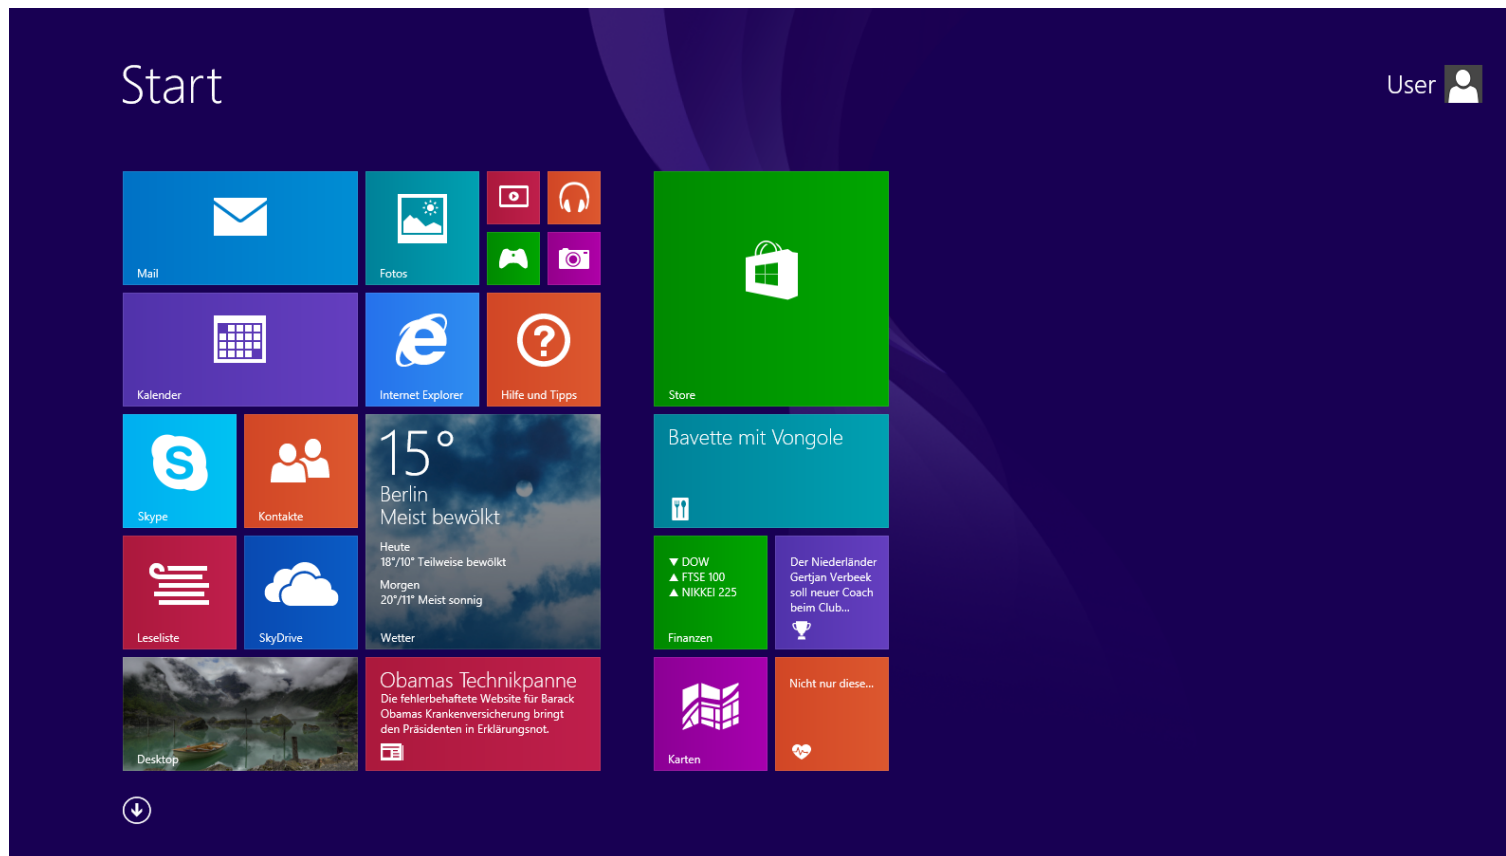 Start
User
Mail
Fotos
Kalender
Internet Explorer
Hilfe und Tipps
Skype
Kontakte
15°
Berlin
Meist bewölkt
Heute
18°/10° Teilweise bewölkt
Morgen
20°/11° Meist sonnig
Wetter
Leseliste
SkyDrive
Desktop
Obamas Technikpanne
Die fehlerbehaftete Website für Barack
Obamas Krankenversicherung bringt
den Präsidenten in Erklärungsnot.
Store
Bavette mit Vongole
▼ DOW
▲ FTSE 100
▲ NIKKEI 225
Finanzen
Der Niederländer
Gertjan Verbeek
soll neuer Coach
beim Club...
Karten
Nicht nur diese...